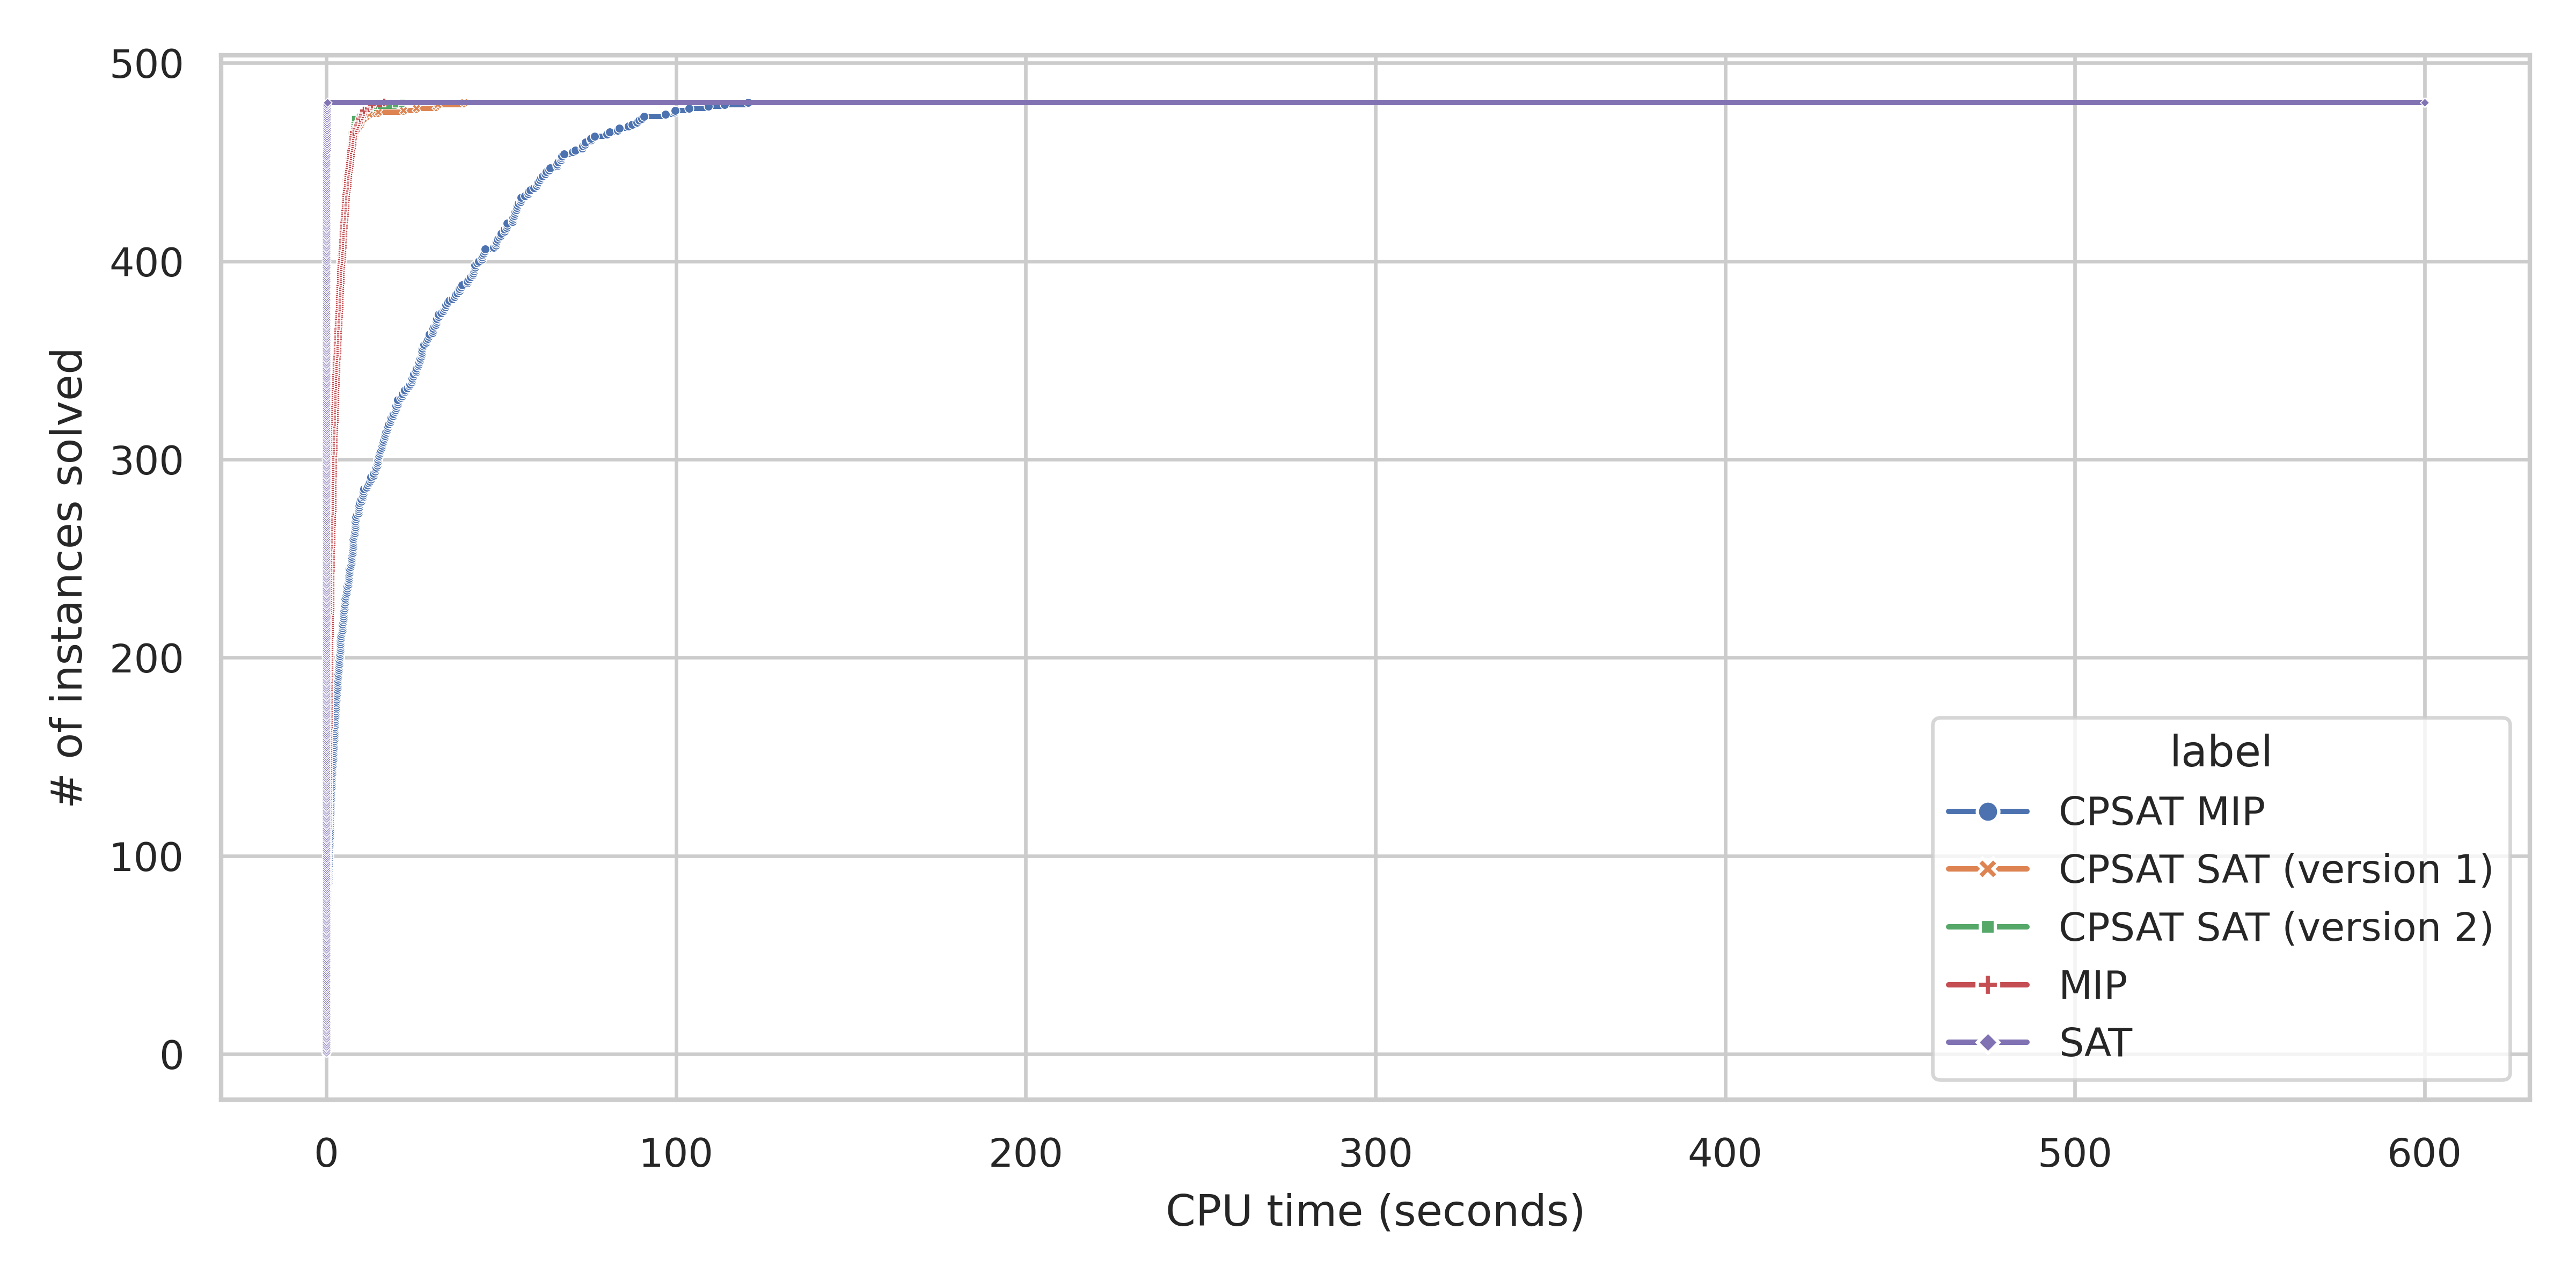 500
400
300
200
100
0
# of instances solved
0 100 200 300 400 500 600
CPU time (seconds)
label
CPSAT MIP
CPSAT SAT (version 1)
CPSAT SAT (version 2)
MIP
SAT